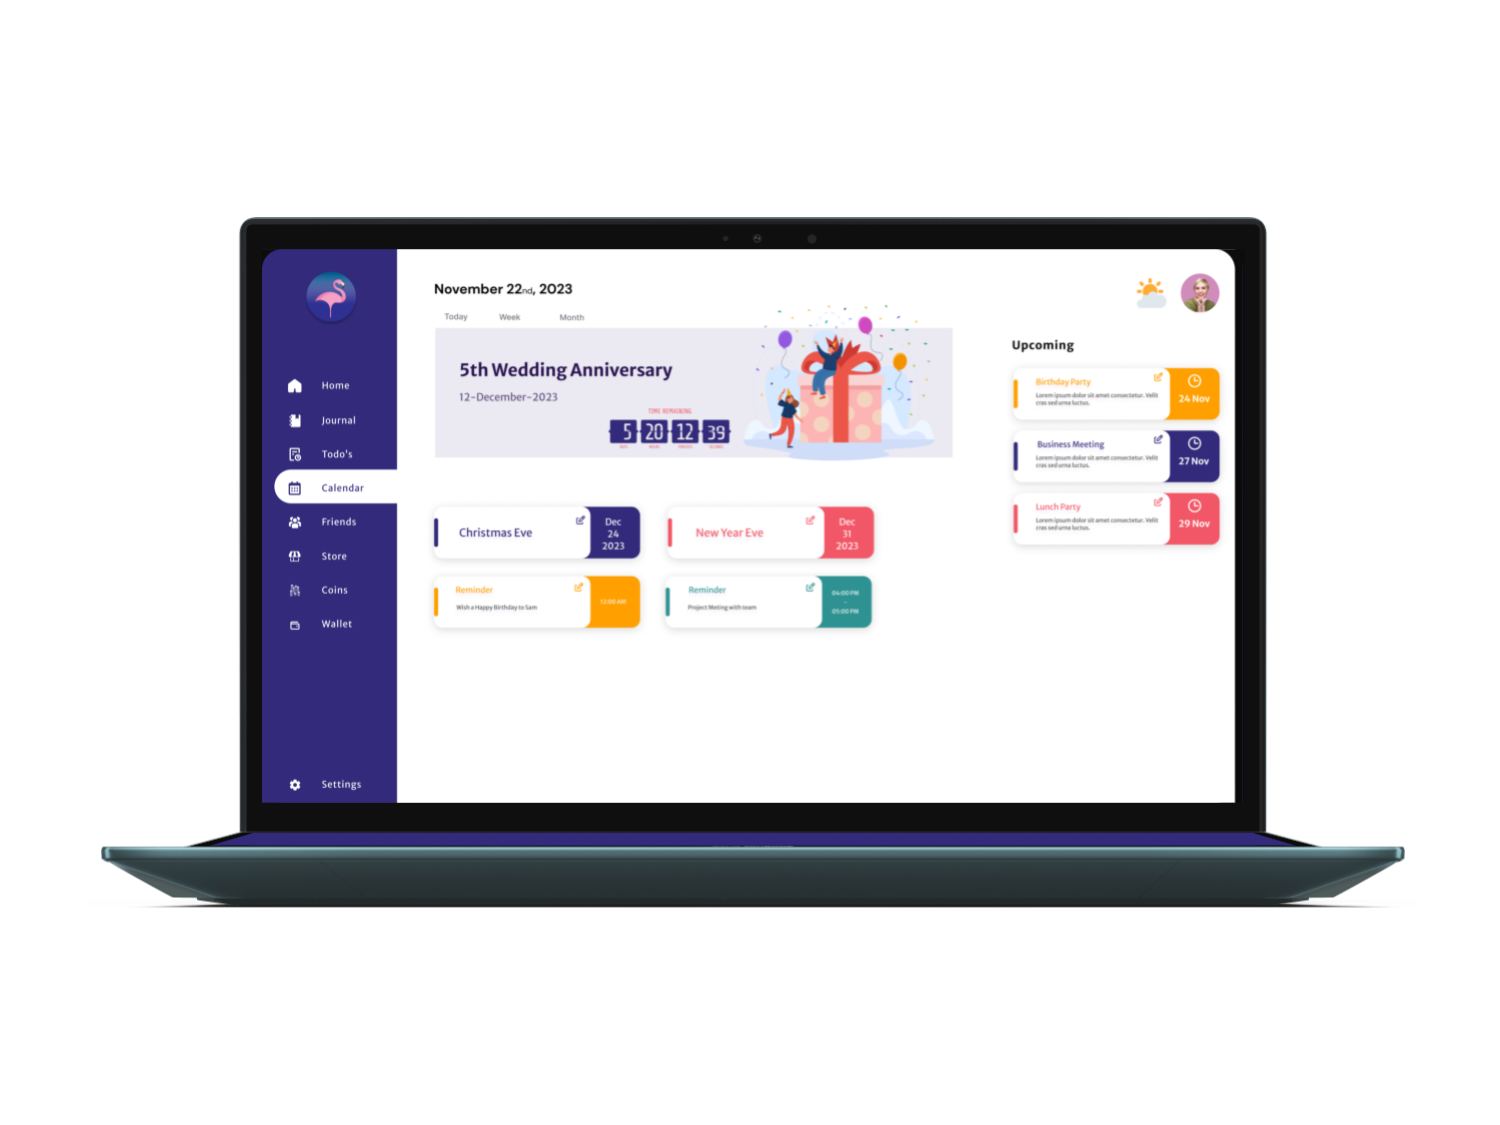 November 22nd, 2023
Today
Week
Month
5th Wedding Anniversary
12-December-2023
TIME REMAINING
5 20 12 39
Home
Journal
Todo's
Calendar
Friends
Store
Coins
Wallet
Settings
Christmas Eve
Dec
24
2023
New Year Eve
Dec
31
2023
Reminder
Wish a Happy Birthday to Sam
12:00 AM
Reminder
Project Meting with team
04:00 PM
-
05:00 PM
Upcoming
Birthday Party
Lorem ipsum dolor sit amet consectetur. Velit
cras sed urna luctus.
24 Nov
Business Meeting
Lorem ipsum dolor sit amet consectetur. Velit
cras sed urna luctus.
27 Nov
Lunch Party
Lorem ipsum dolor sit amet consectetur. Velit
cras sed urna luctus.
29 Nov